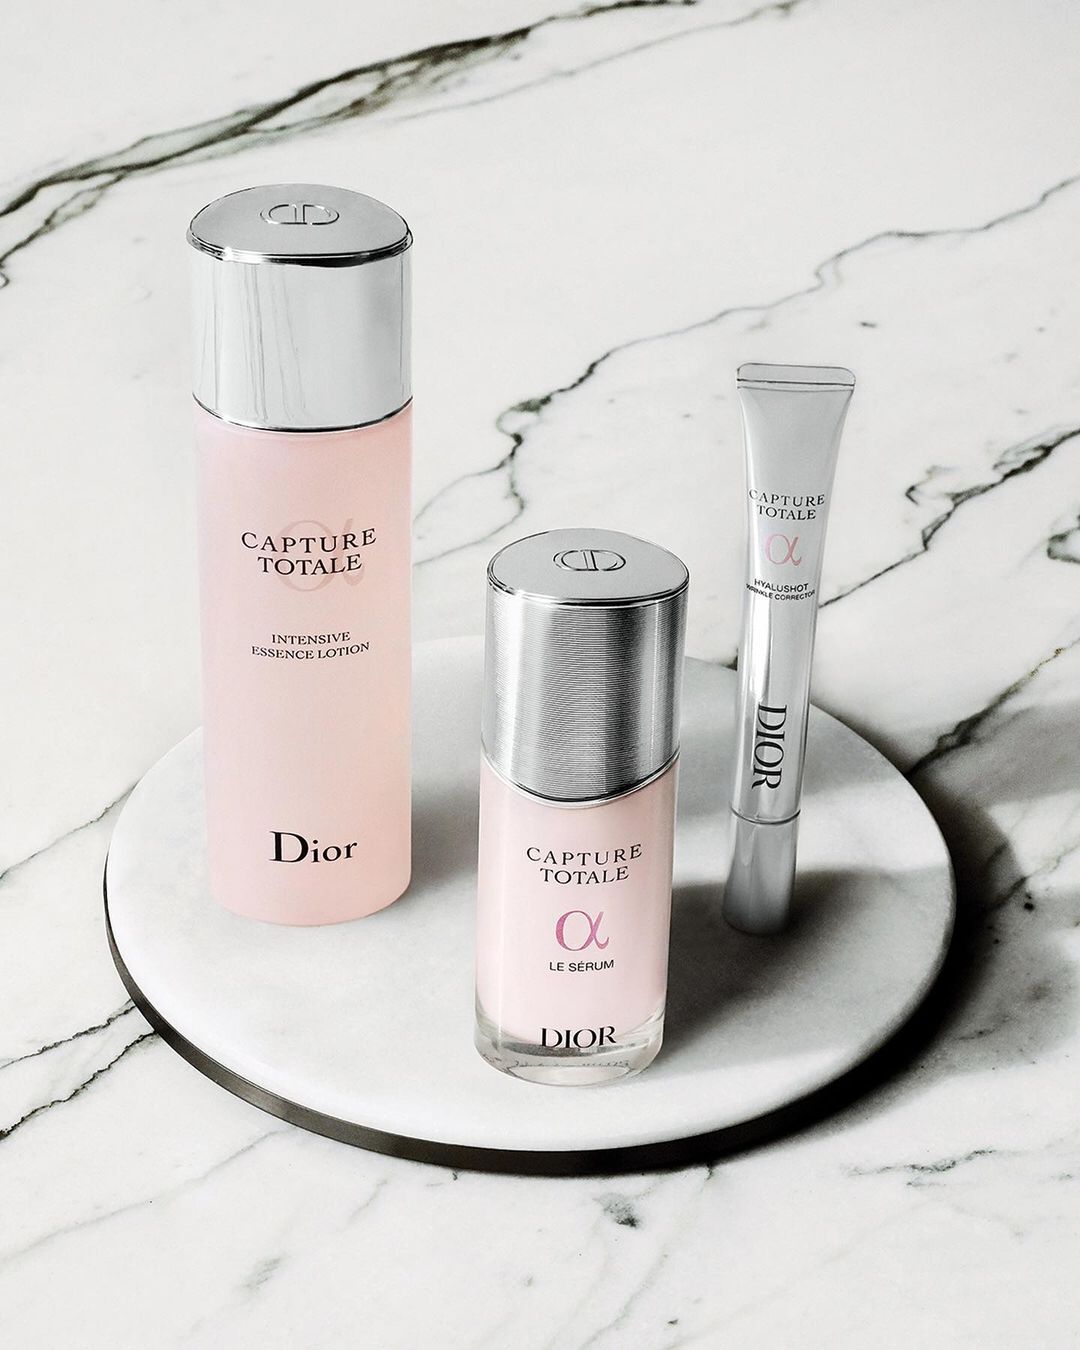 CAPTURE
TOTALE
α
INTENSIVE
ESSENCE LOTION
Dior
CAPTURE
TOTALE
α
LE SÉRUM
DIOR
CAPTURE
TOTALE
α
HYALUSHOT
WRINKLE CORRECTOR
DIOR